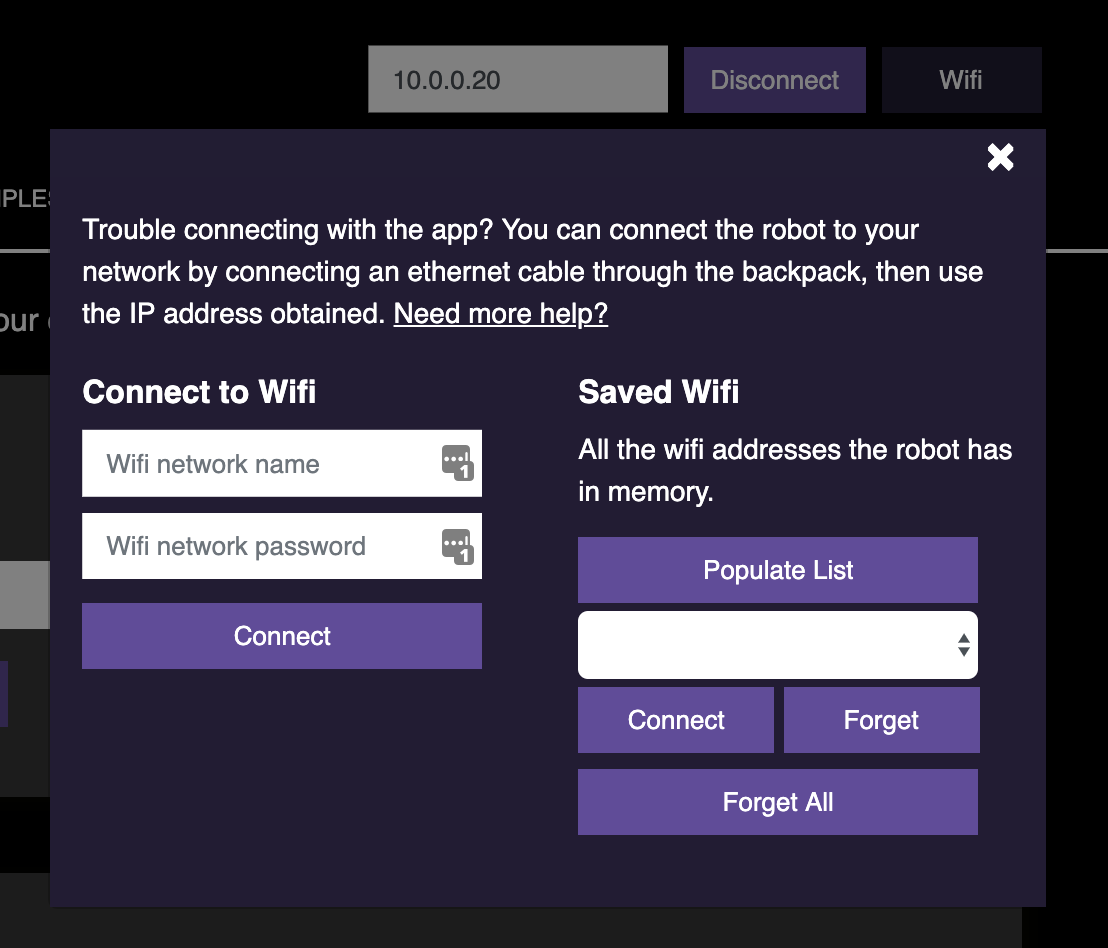 10.0.0.20
Disconnect
Wifi
Trouble connecting with the app? You can connect the robot to your
network by connecting an ethernet cable through the backpack, then use
the IP address obtained. Need more help?
Connect to Wifi
Wifi network name
1
Wifi network password
1
Connect
Saved Wifi
All the wifi addresses the robot has
in memory.
Populate List
Connect
Forget
Forget All